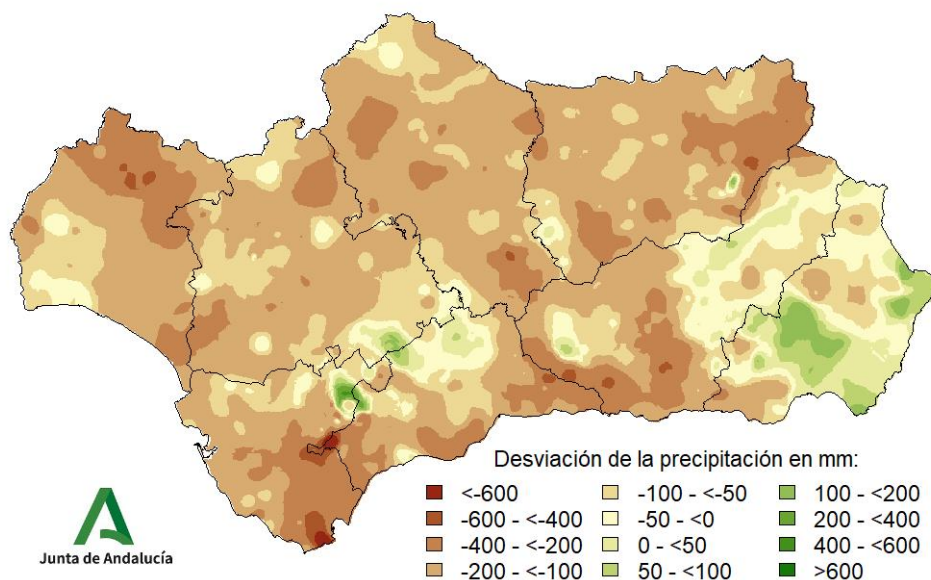 Desviación de la precipitación en mm:
<-600
-600 - <-400
-400 - <-200
-200 - <-100
-100 - <-50
-50 - <0
0 - <50
50 - <100
100 - <200
200 - <400
400 - <600
>600
Junta de Andalucía